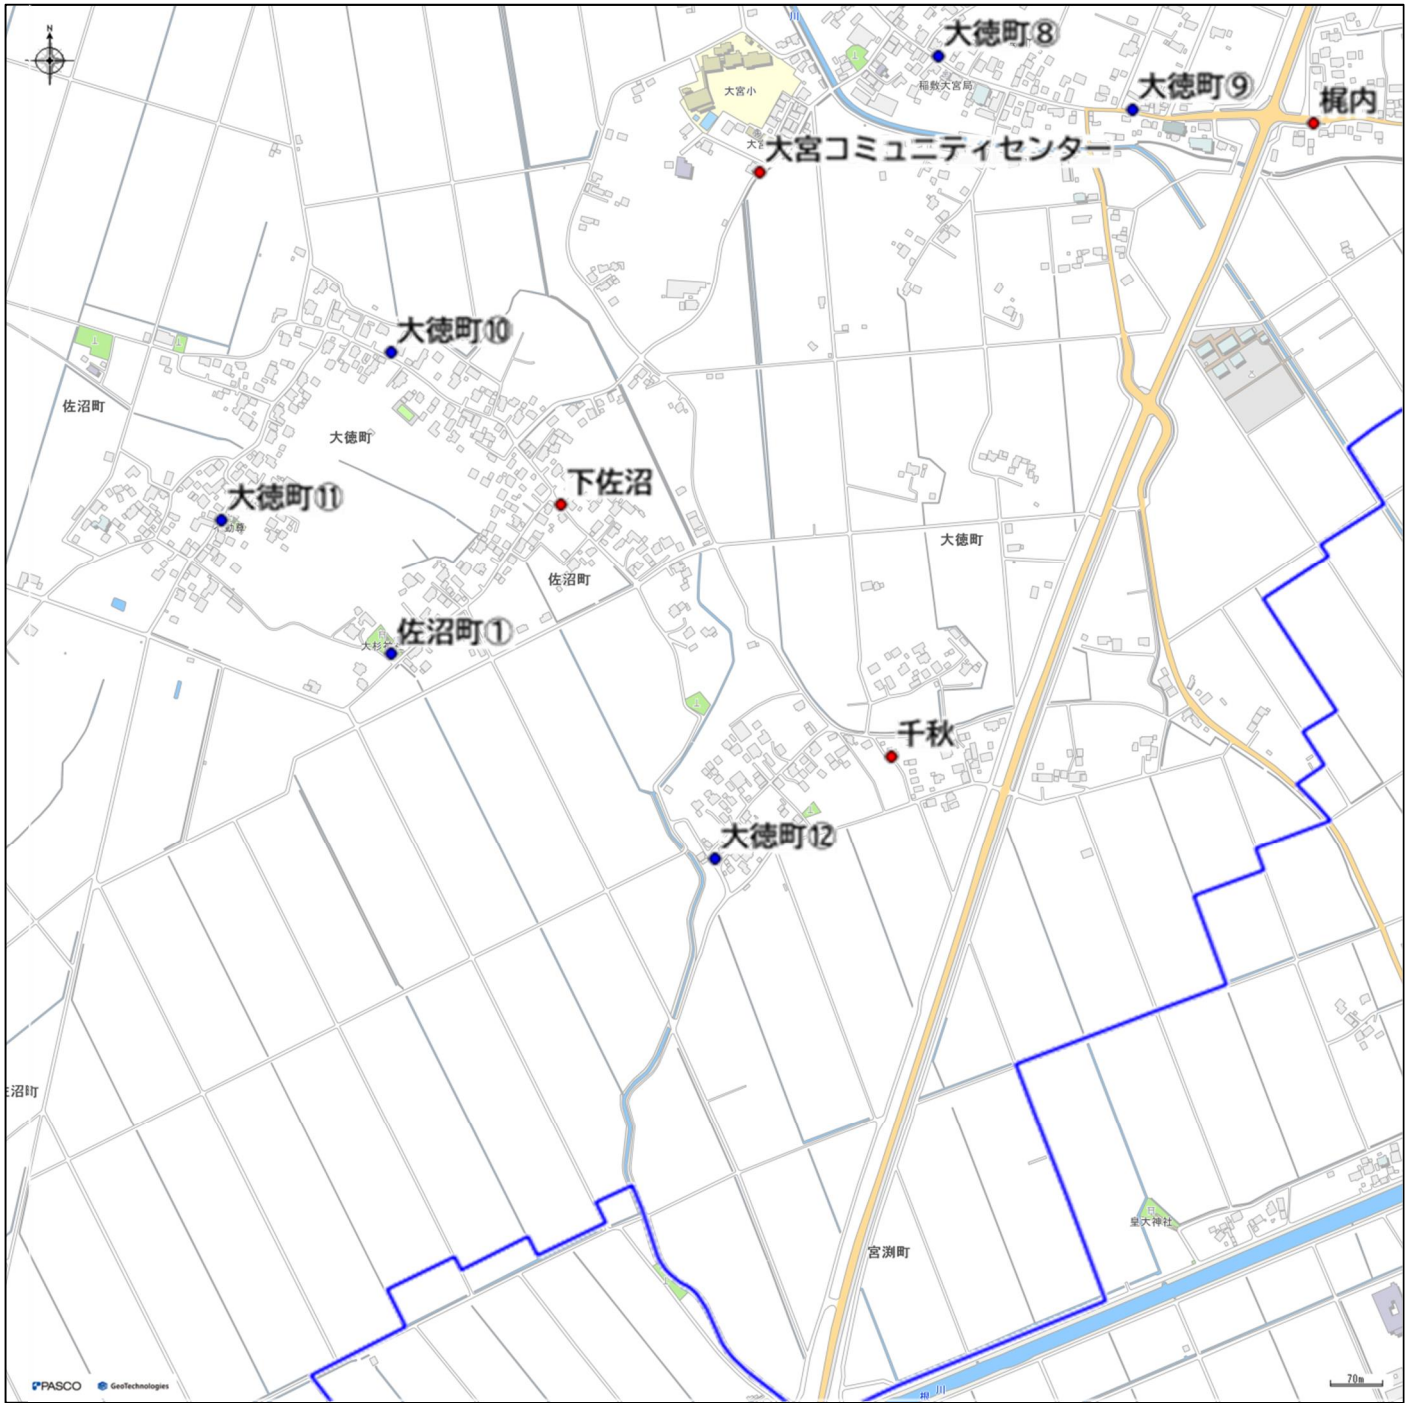 N
川
大徳町⑧
稲敷大宮局
大徳町⑨
梶内
大宮小
大宮コミュニティセンター
大徳町⑩
佐沼町
大徳町
下佐沼
大徳町⑪
大徳町
佐沼町
佐沼町①
千秋
大徳町⑫
沼町
皇大神社
宮渕町
根川
PASCO
GeoTechnologies
70m